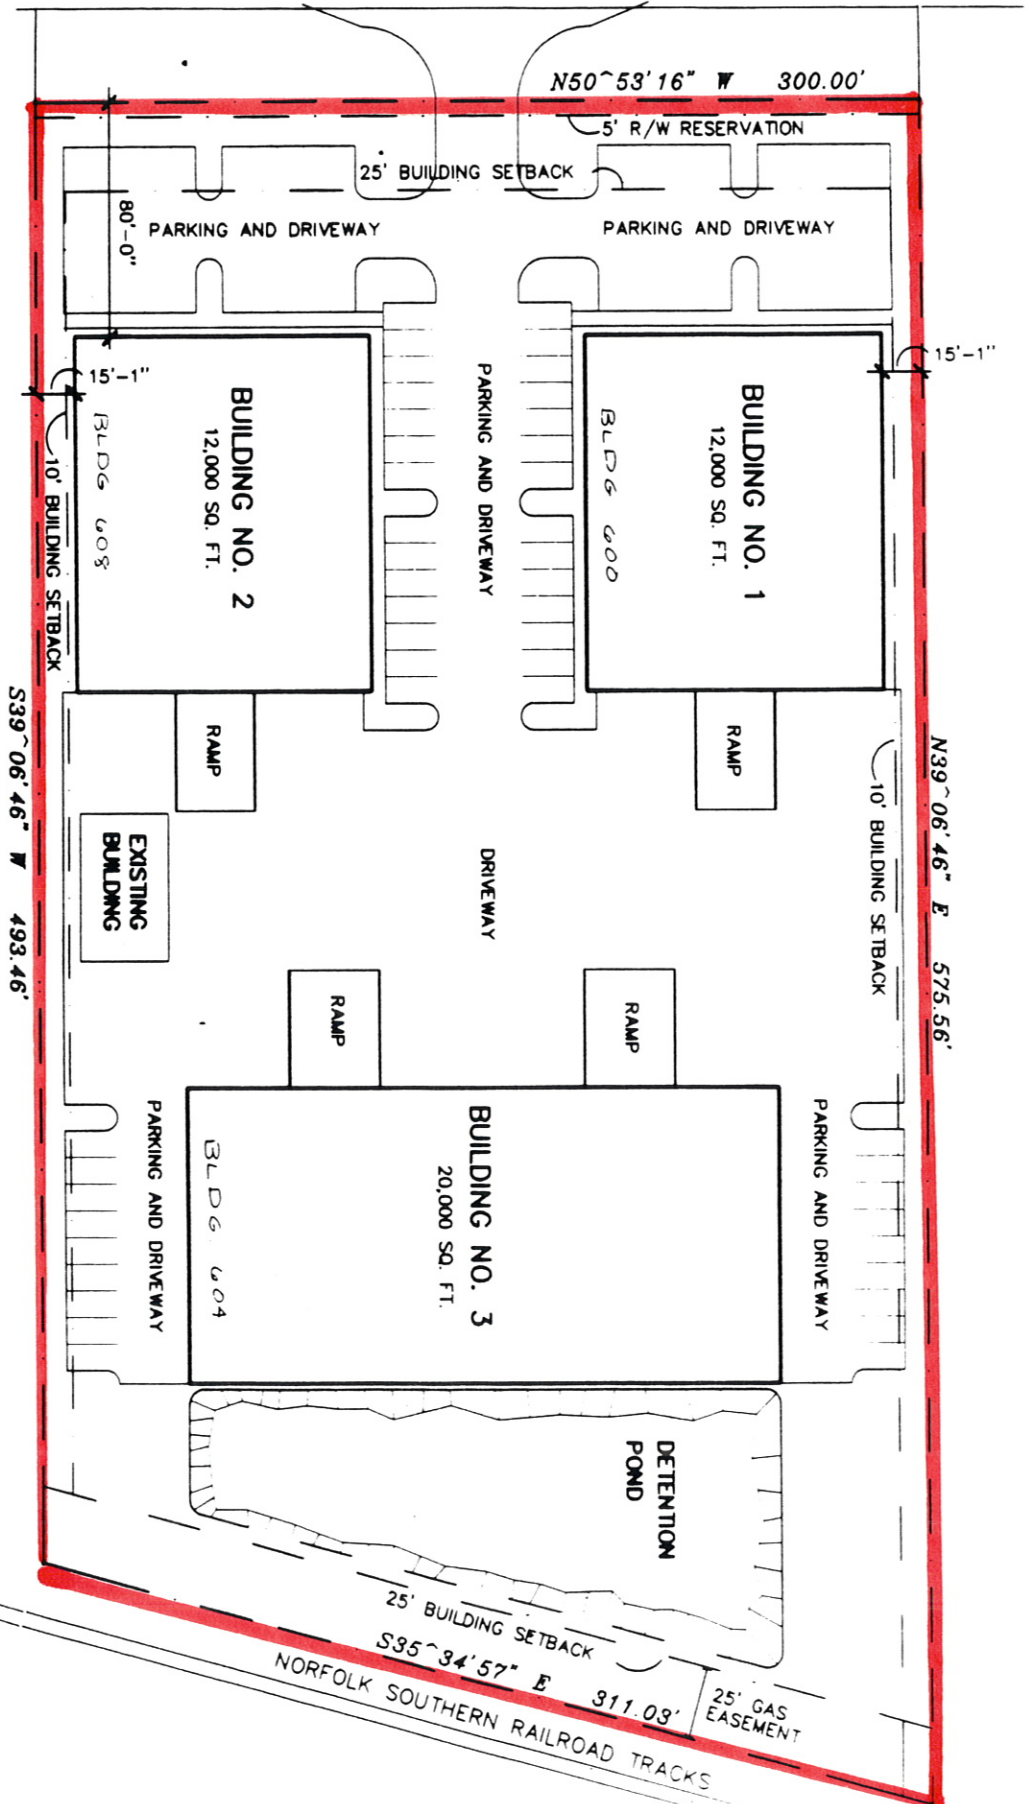 N50^53'16" W 300.00'
5' R/W RESERVATION
25' BUILDING SETBACK
PARKING AND DRIVEWAY
PARKING AND DRIVEWAY
80'-0"
15'-1"
15'-1"
10' BUILDING SETBACK
BUILDING NO. 2
12,000 SQ. FT.
BLDG 608
PARKING AND DRIVEWAY
BUILDING NO. 1
12,000 SQ. FT.
BLDG 600
RAMP
RAMP
S39^06'46" W 493.46'
N39^06'46" E 575.56'
10' BUILDING SETBACK
EXISTING
BUILDING
DRIVEWAY
RAMP
RAMP
PARKING AND DRIVEWAY
BUILDING NO. 3
20,000 SQ. FT.
BLDG 604
PARKING AND DRIVEWAY
DETENTION
POND
25' BUILDING SETBACK
S35^34'57" E 311.03'
25' GAS
EASEMENT
NORFOLK SOUTHERN RAILROAD TRACKS